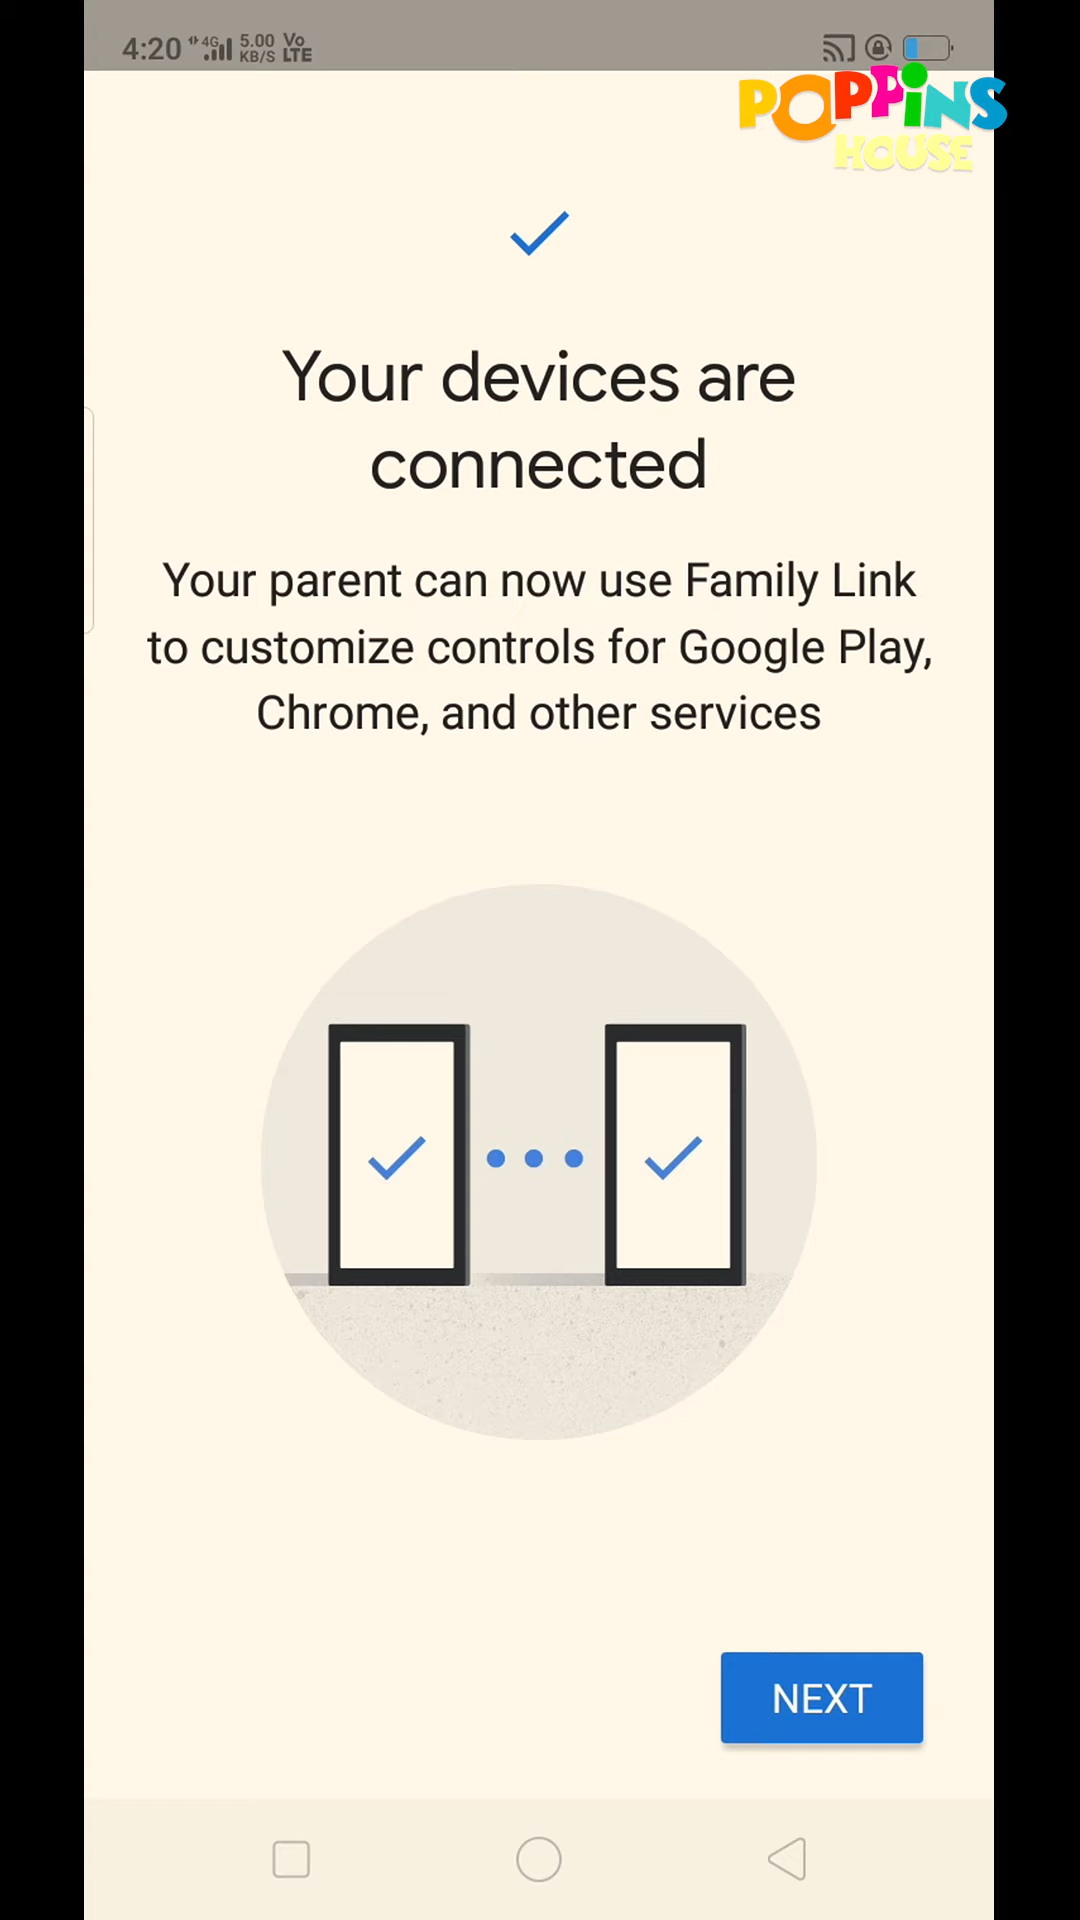 4:20 4G 5.00 KB/S Vo LTE
POPPiNS
HOUSE
Your devices are
connected
Your parent can now use Family Link
to customize controls for Google Play,
Chrome, and other services
NEXT